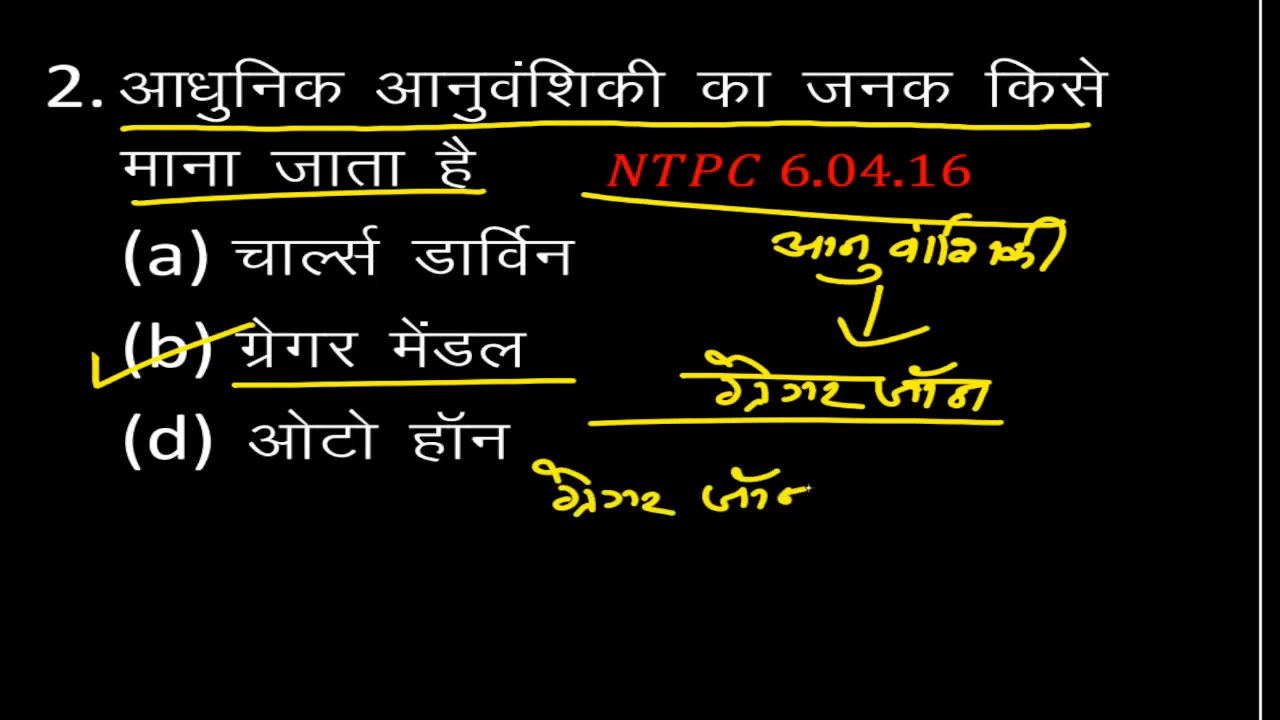 2. आधुनिक आनुवंशिकी का जनक किसे
माना जाता है NTPC 6.04.16
(a) चार्ल्स डार्विन
आनुवांशिकी
(b) ग्रेगर मेंडल
ग्रेगर जॉन
(d) ओटो हॉन
ग्रेगर जॉन